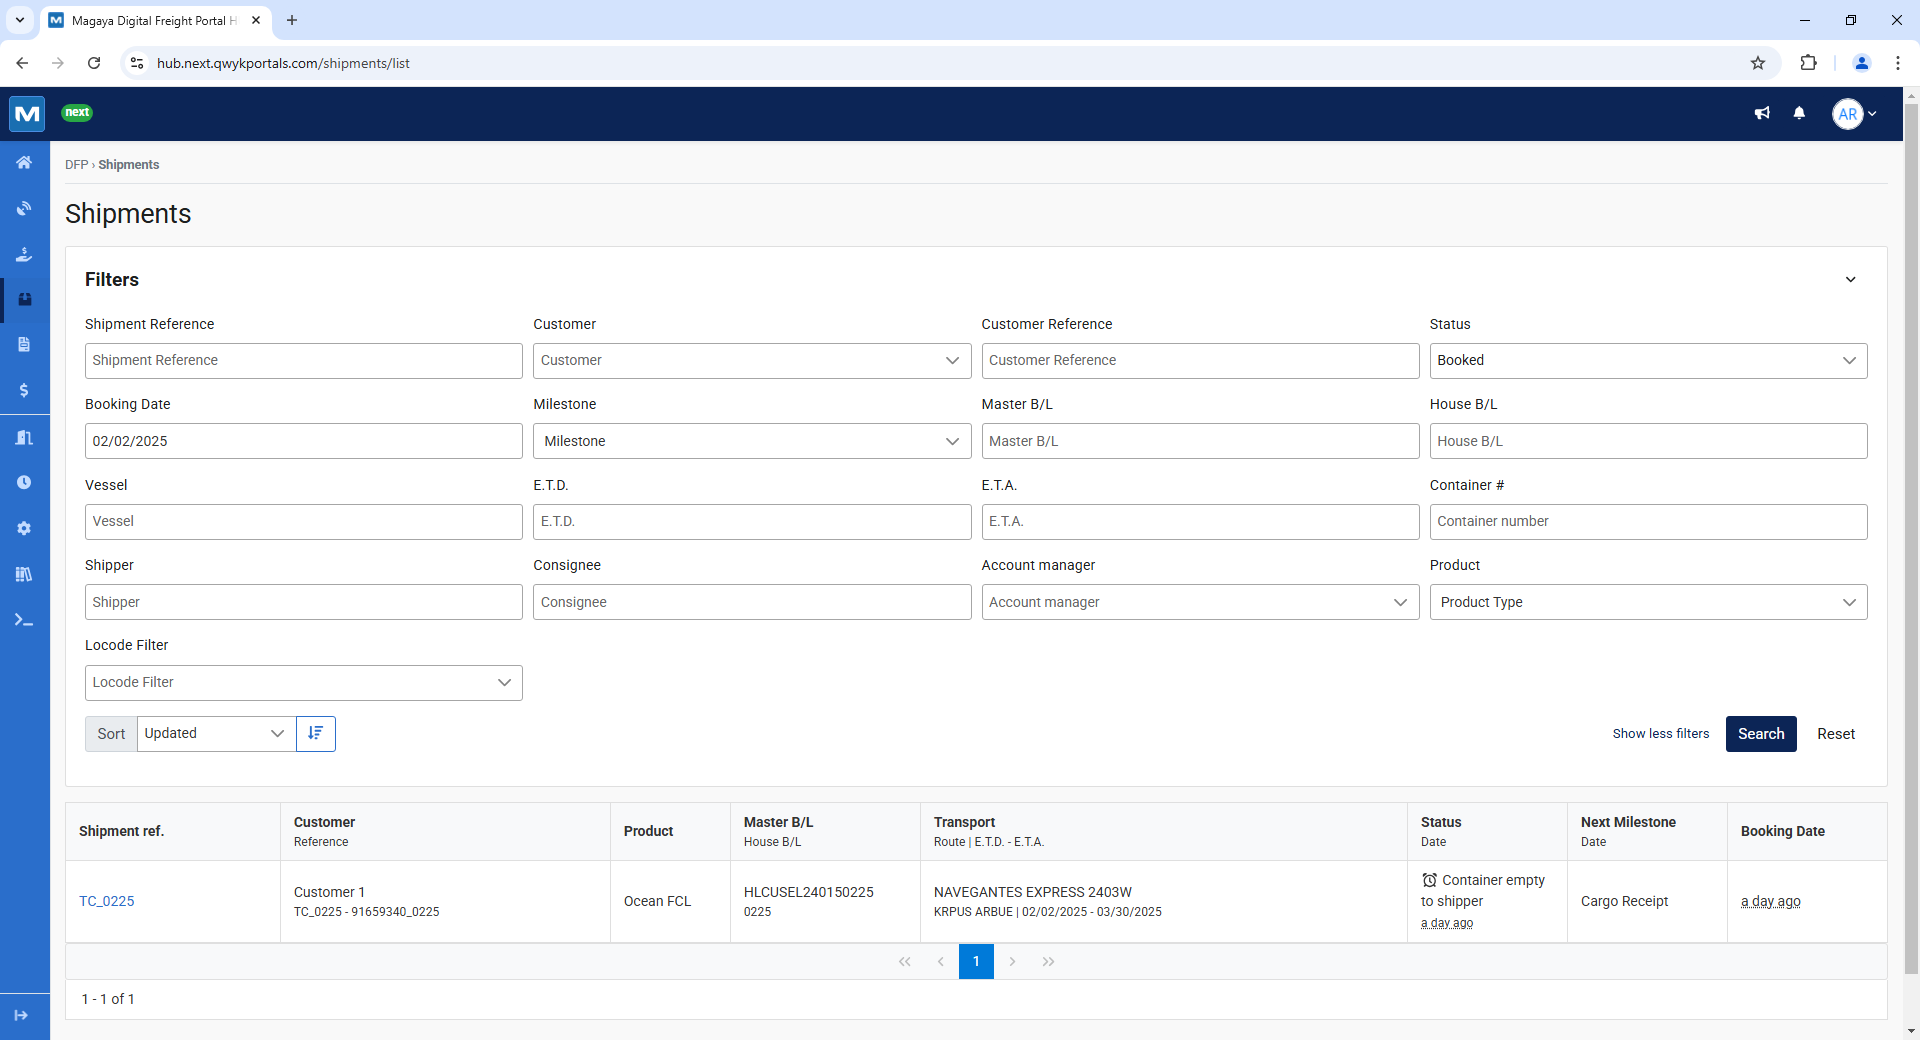 Magaya Digital Freight Portal H
hub.next.qwykportals.com/shipments/list
M
next
AR
DFP › Shipments
Shipments
Filters
Shipment Reference
Customer
Customer Reference
Status
Shipment Reference
Customer
Customer Reference
Booked
Booking Date
Milestone
Master B/L
House B/L
02/02/2025
Milestone
Master B/L
House B/L
Vessel
E.T.D.
E.T.A.
Container #
Vessel
E.T.D.
E.T.A.
Container number
Shipper
Consignee
Account manager
Product
Shipper
Consignee
Account manager
Product Type
Locode Filter
Locode Filter
Sort
Updated
Show less filters
Search
Reset
Shipment ref.
Customer
Reference
Product
Master B/L
House B/L
Transport
Route | E.T.D. - E.T.A.
Status
Date
Next Milestone
Date
Booking Date
TC_0225
Customer 1
TC_0225 - 91659340_0225
Ocean FCL
HLCUSEL240150225
0225
NAVEGANTES EXPRESS 2403W
KRPUS ARBUE | 02/02/2025 - 03/30/2025
Container empty
to shipper
a day ago
Cargo Receipt
a day ago
1
1 - 1 of 1